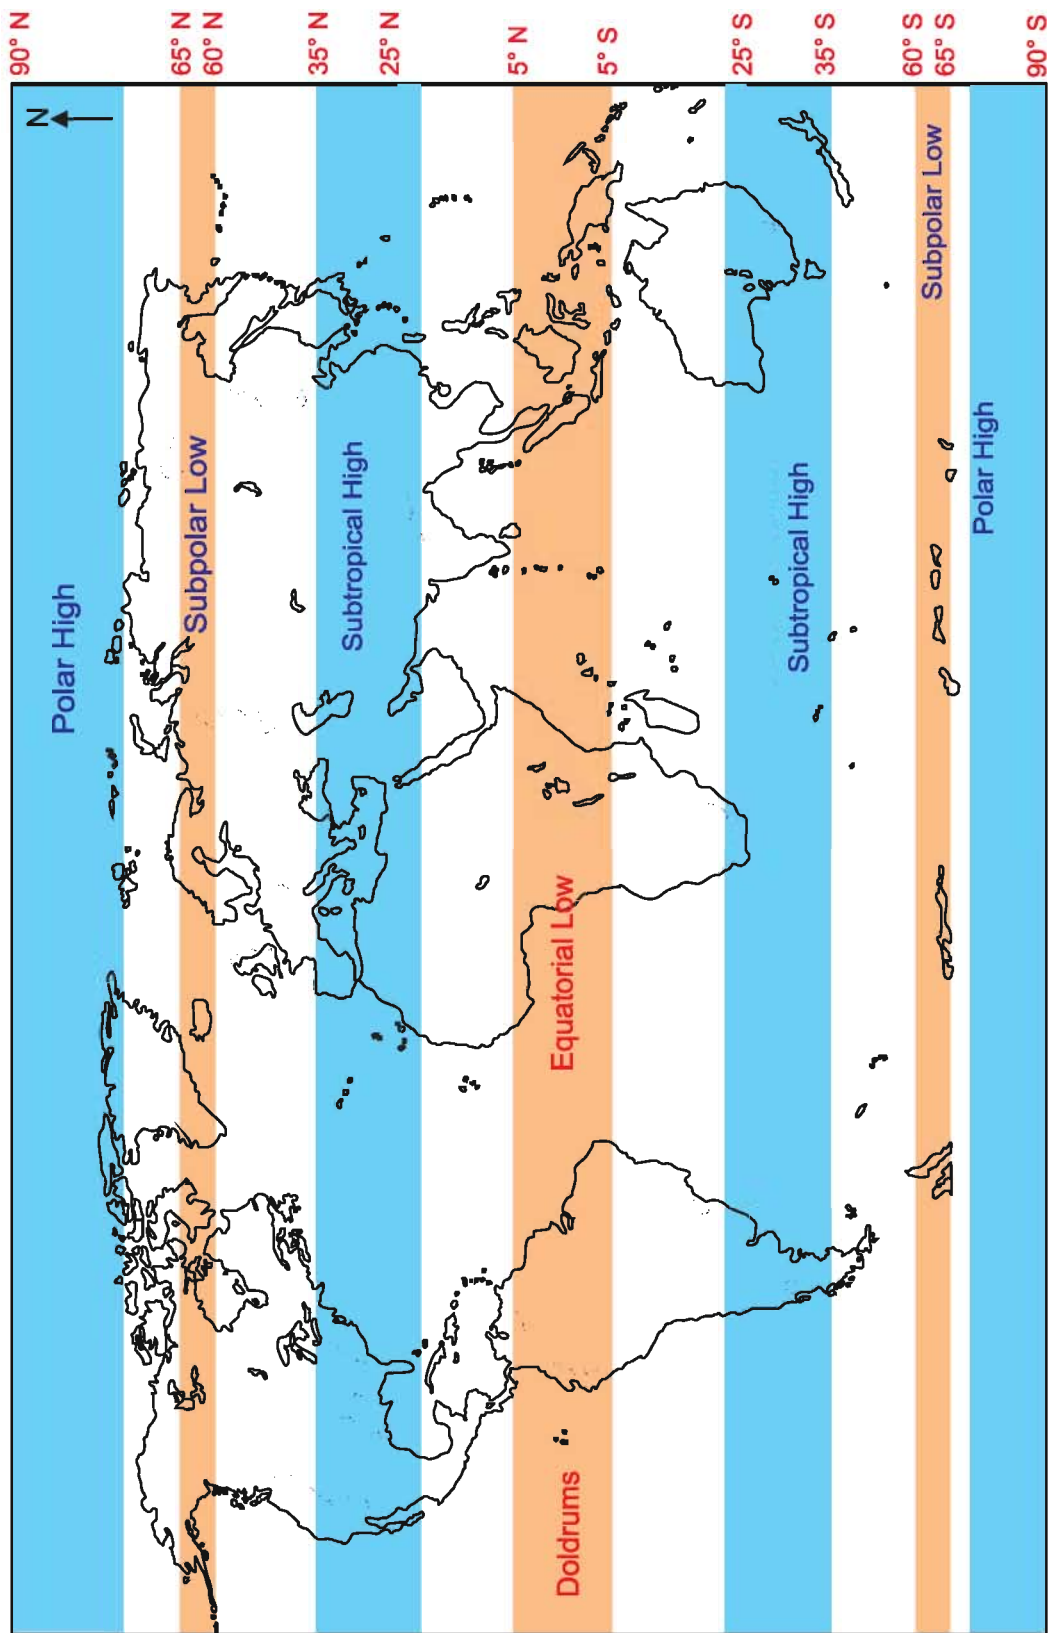 90° N
65° N
60° N
35° N
25° N
5° N
5° S
25° S
35° S
60° S
65° S
90° S
N
Polar High
Subpolar Low
Subtropical High
Doldrums
Equatorial Low
Subtropical High
Subpolar Low
Polar High